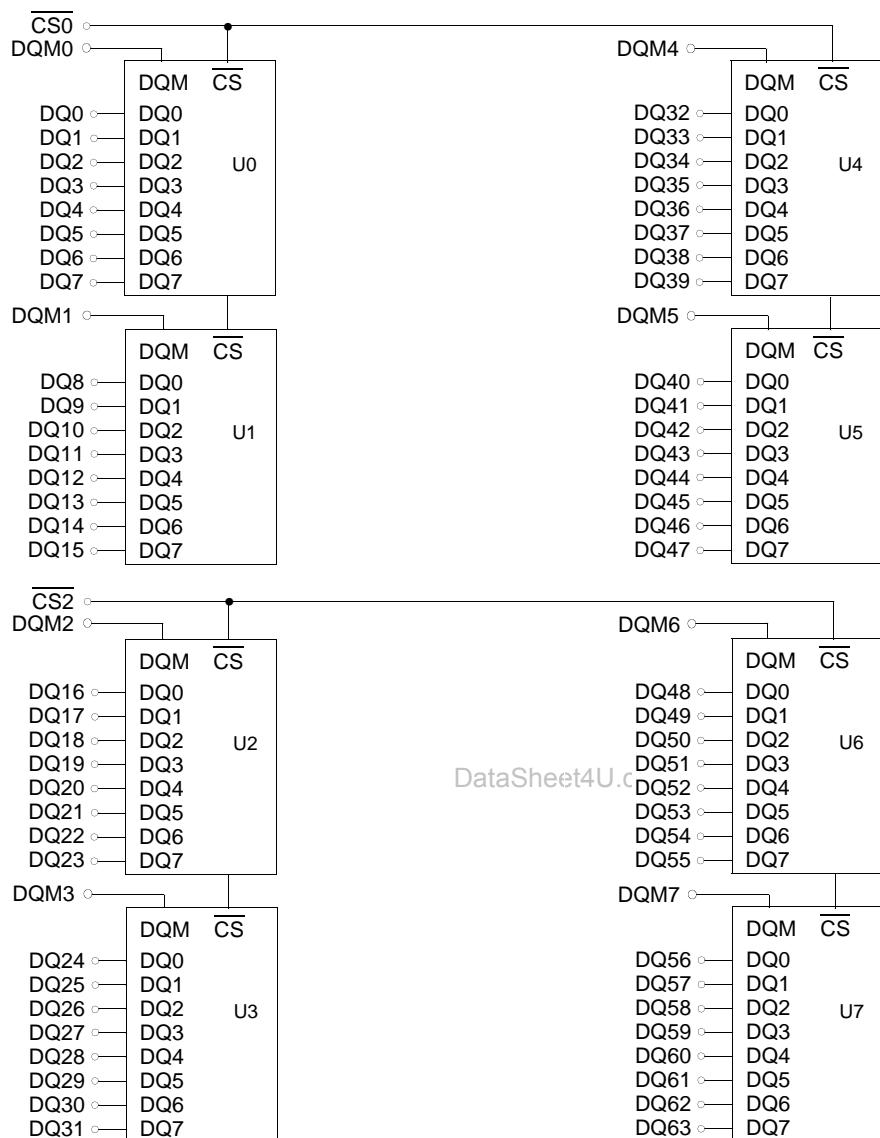 CS0
DQM0
DQM CS
DQ0 DQ0
DQ1 DQ1
DQ2 DQ2 U0
DQ3 DQ3
DQ4 DQ4
DQ5 DQ5
DQ6 DQ6
DQ7 DQ7
DQM1
DQM CS
DQ8 DQ0
DQ9 DQ1
DQ10 DQ2 U1
DQ11 DQ3
DQ12 DQ4
DQ13 DQ5
DQ14 DQ6
DQ15 DQ7
DQM4
DQM CS
DQ32 DQ0
DQ33 DQ1
DQ34 DQ2 U4
DQ35 DQ3
DQ36 DQ4
DQ37 DQ5
DQ38 DQ6
DQ39 DQ7
DQM5
DQM CS
DQ40 DQ0
DQ41 DQ1
DQ42 DQ2 U5
DQ43 DQ3
DQ44 DQ4
DQ45 DQ5
DQ46 DQ6
DQ47 DQ7
CS2
DQM2
DQM CS
DQ16 DQ0
DQ17 DQ1
DQ18 DQ2 U2
DQ19 DQ3
DQ20 DQ4
DQ21 DQ5
DQ22 DQ6
DQ23 DQ7
DQM3
DQM CS
DQ24 DQ0
DQ25 DQ1
DQ26 DQ2 U3
DQ27 DQ3
DQ28 DQ4
DQ29 DQ5
DQ30 DQ6
DQ31 DQ7
DataSheet4U.c
DQM6
DQM CS
DQ48 DQ0
DQ49 DQ1
DQ50 DQ2 U6
DQ51 DQ3
DQ52 DQ4
DQ53 DQ5
DQ54 DQ6
DQ55 DQ7
DQM7
DQM CS
DQ56 DQ0
DQ57 DQ1
DQ58 DQ2 U7
DQ59 DQ3
DQ60 DQ4
DQ61 DQ5
DQ62 DQ6
DQ63 DQ7